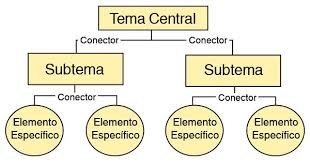 Tema Central
Conector Conector
Subtema Subtema
Conector Conector
Elemento Elemento Elemento Elemento
Específico Específico Específico Específico